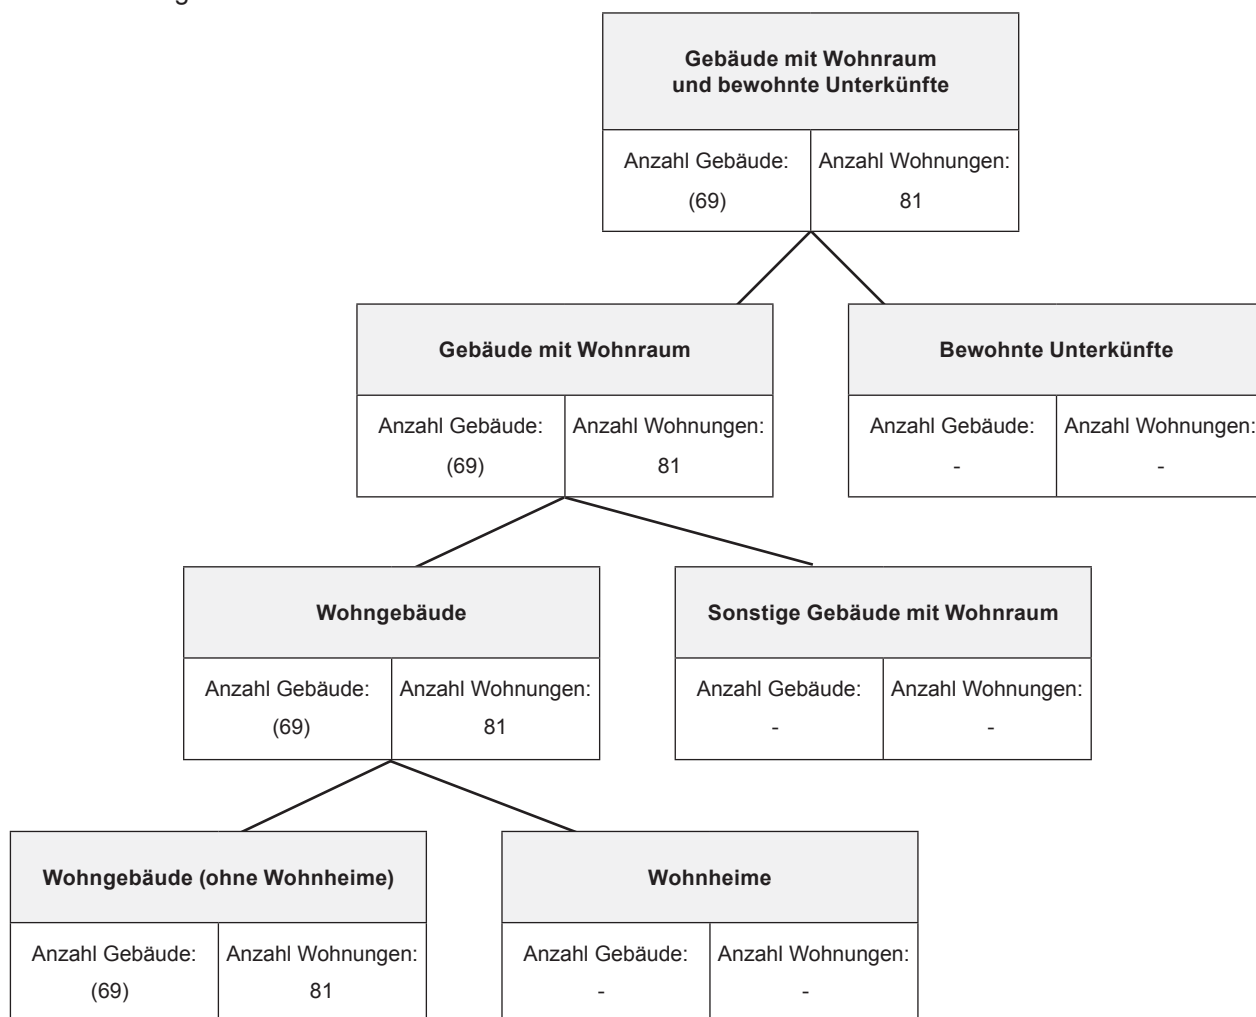 Gebäude mit Wohnraum
und bewohnte Unterkünfte
Anzahl Gebäude: Anzahl Wohnungen:
(69) 81
Gebäude mit Wohnraum
Bewohnte Unterkünfte
Anzahl Gebäude: Anzahl Wohnungen:
(69) 81
Anzahl Gebäude: Anzahl Wohnungen:
- -
Wohngebäude
Sonstige Gebäude mit Wohnraum
Anzahl Gebäude: Anzahl Wohnungen:
(69) 81
Anzahl Gebäude: Anzahl Wohnungen:
- -
Wohngebäude (ohne Wohnheime)
Wohnheime
Anzahl Gebäude: Anzahl Wohnungen:
(69) 81
Anzahl Gebäude: Anzahl Wohnungen:
- -